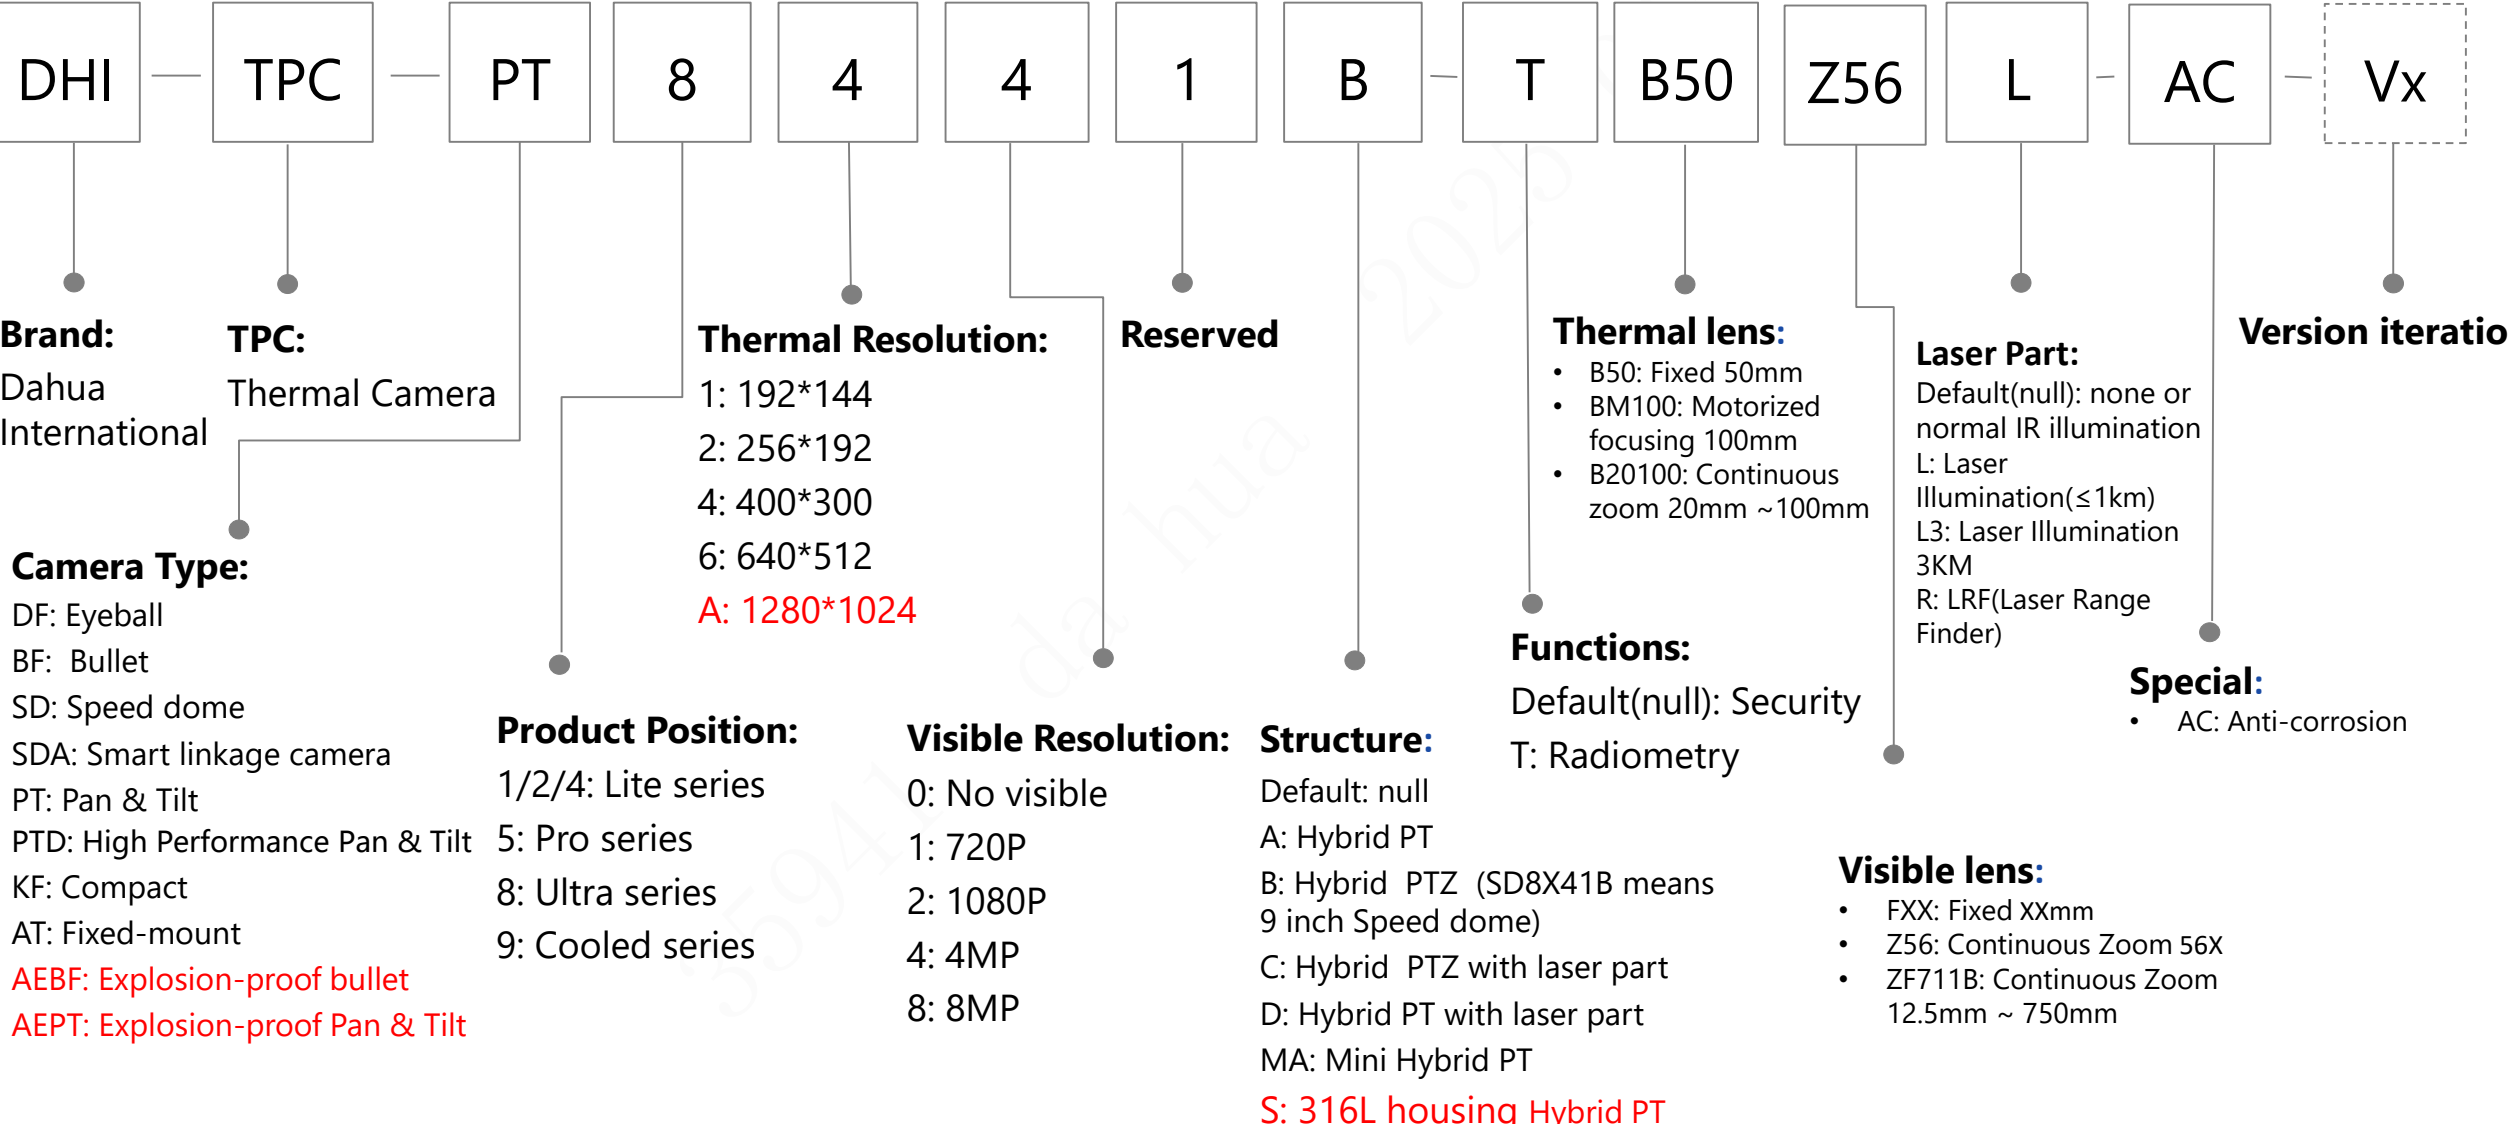 DHI TPC PT 8 4 4 1 B T B50 Z56 L AC Vx
Brand:
Dahua
International
TPC:
Thermal Camera
Camera Type:
DF: Eyeball
BF: Bullet
SD: Speed dome
SDA: Smart linkage camera
PT: Pan & Tilt
PTD: High Performance Pan & Tilt
KF: Compact
AT: Fixed-mount
AEBF: Explosion-proof bullet
AEPT: Explosion-proof Pan & Tilt
Product Position:
1/2/4: Lite series
5: Pro series
8: Ultra series
9: Cooled series
Thermal Resolution:
1: 192*144
2: 256*192
4: 400*300
6: 640*512
A: 1280*1024
Visible Resolution:
0: No visible
1: 720P
2: 1080P
4: 4MP
8: 8MP
Reserved
Structure:
Default: null
A: Hybrid PT
B: Hybrid PTZ (SD8X41B means
9 inch Speed dome)
C: Hybrid PTZ with laser part
D: Hybrid PT with laser part
MA: Mini Hybrid PT
S: 316L housing Hybrid PT
Functions:
Default(null): Security
T: Radiometry
Thermal lens:
• B50: Fixed 50mm
• BM100: Motorized
focusing 100mm
• B20100: Continuous
zoom 20mm ~100mm
Visible lens:
• FXX: Fixed XXmm
• Z56: Continuous Zoom 56X
• ZF711B: Continuous Zoom
12.5mm ~ 750mm
Laser Part:
Default(null): none or
normal IR illumination
L: Laser
Illumination(≤1km)
L3: Laser Illumination
3KM
R: LRF(Laser Range
Finder)
Special:
• AC: Anti-corrosion
Version iteratio
35941 da hua 2025